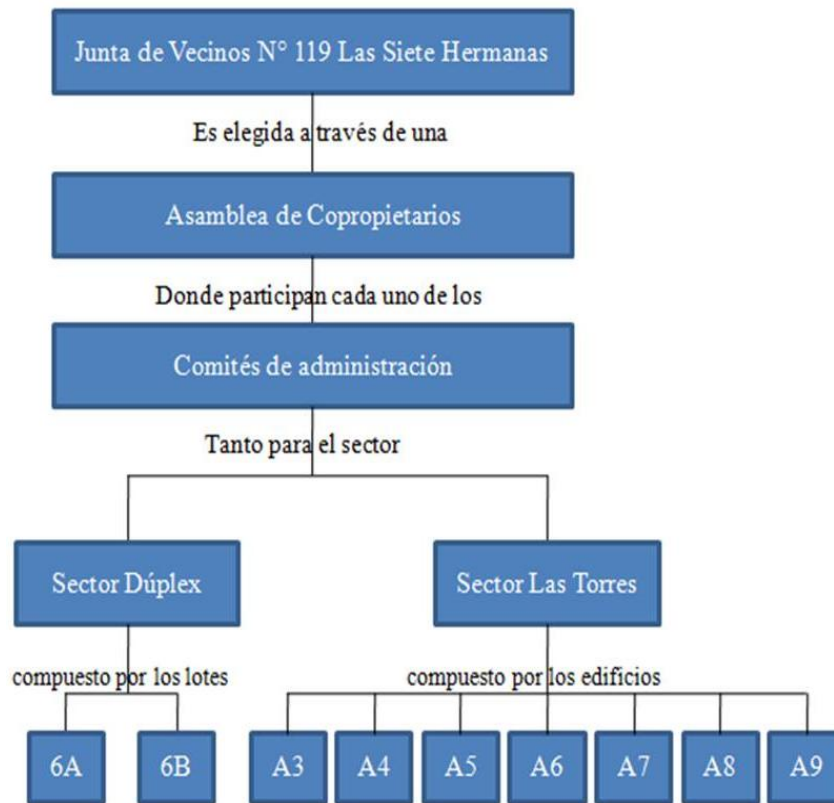 Junta de Vecinos N° 119 Las Siete Hermanas
Es elegida a través de una
Asamblea de Copropietarios
Donde participan cada uno de los
Comités de administración
Tanto para el sector
Sector Dúplex
Sector Las Torres
compuesto por los lotes
compuesto por los edificios
6A
6B
A3
A4
A5
A6
A7
A8
A9